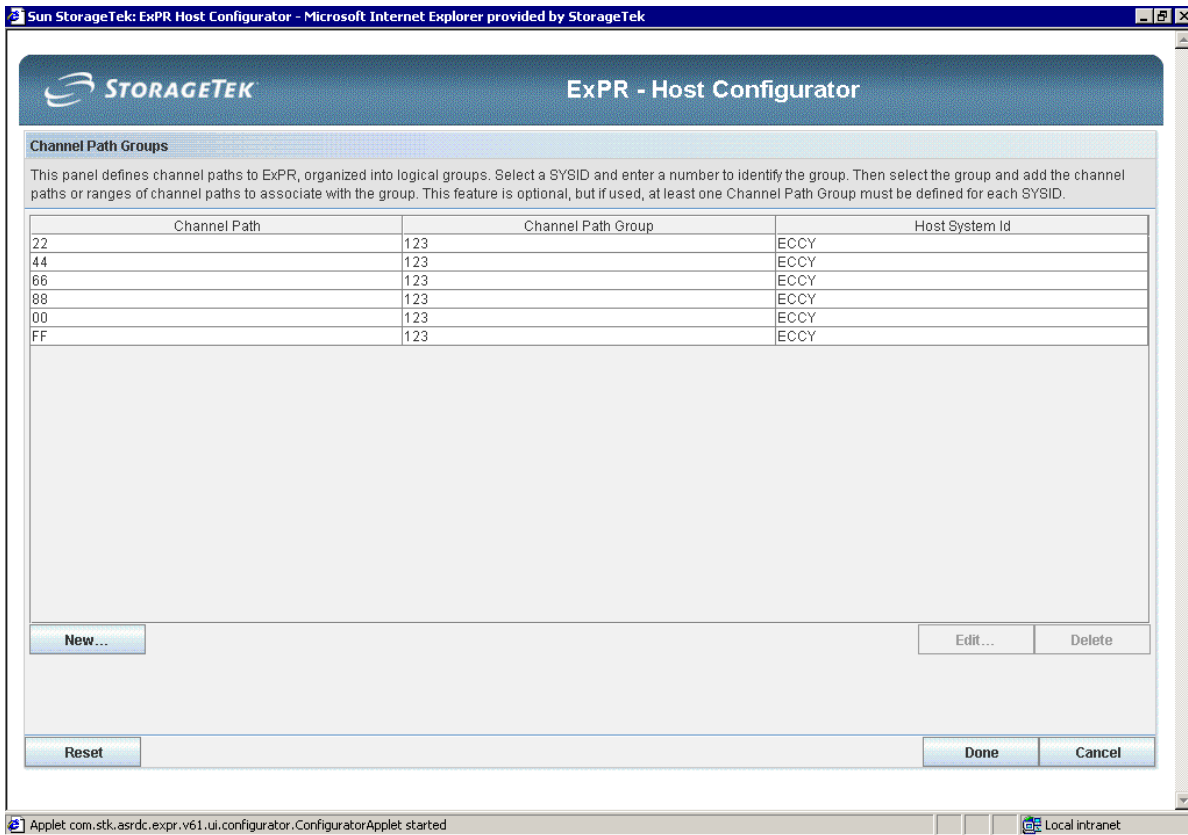 Sun StorageTek: ExPR Host Configurator - Microsoft Internet Explorer provided by StorageTek
STORAGETEK
ExPR - Host Configurator
Channel Path Groups
This panel defines channel paths to ExPR, organized into logical groups. Select a SYSID and enter a number to identify the group. Then select the group and add the channel
paths or ranges of channel paths to associate with the group. This feature is optional, but if used, at least one Channel Path Group must be defined for each SYSID.
Channel Path Channel Path Group Host System Id
22 123 ECCY
44 123 ECCY
66 123 ECCY
88 123 ECCY
00 123 ECCY
FF 123 ECCY
New... Edit... Delete
Reset Done Cancel
Applet com.stk.asrdc.expr.v61.ui.configurator.ConfiguratorApplet started Local intranet